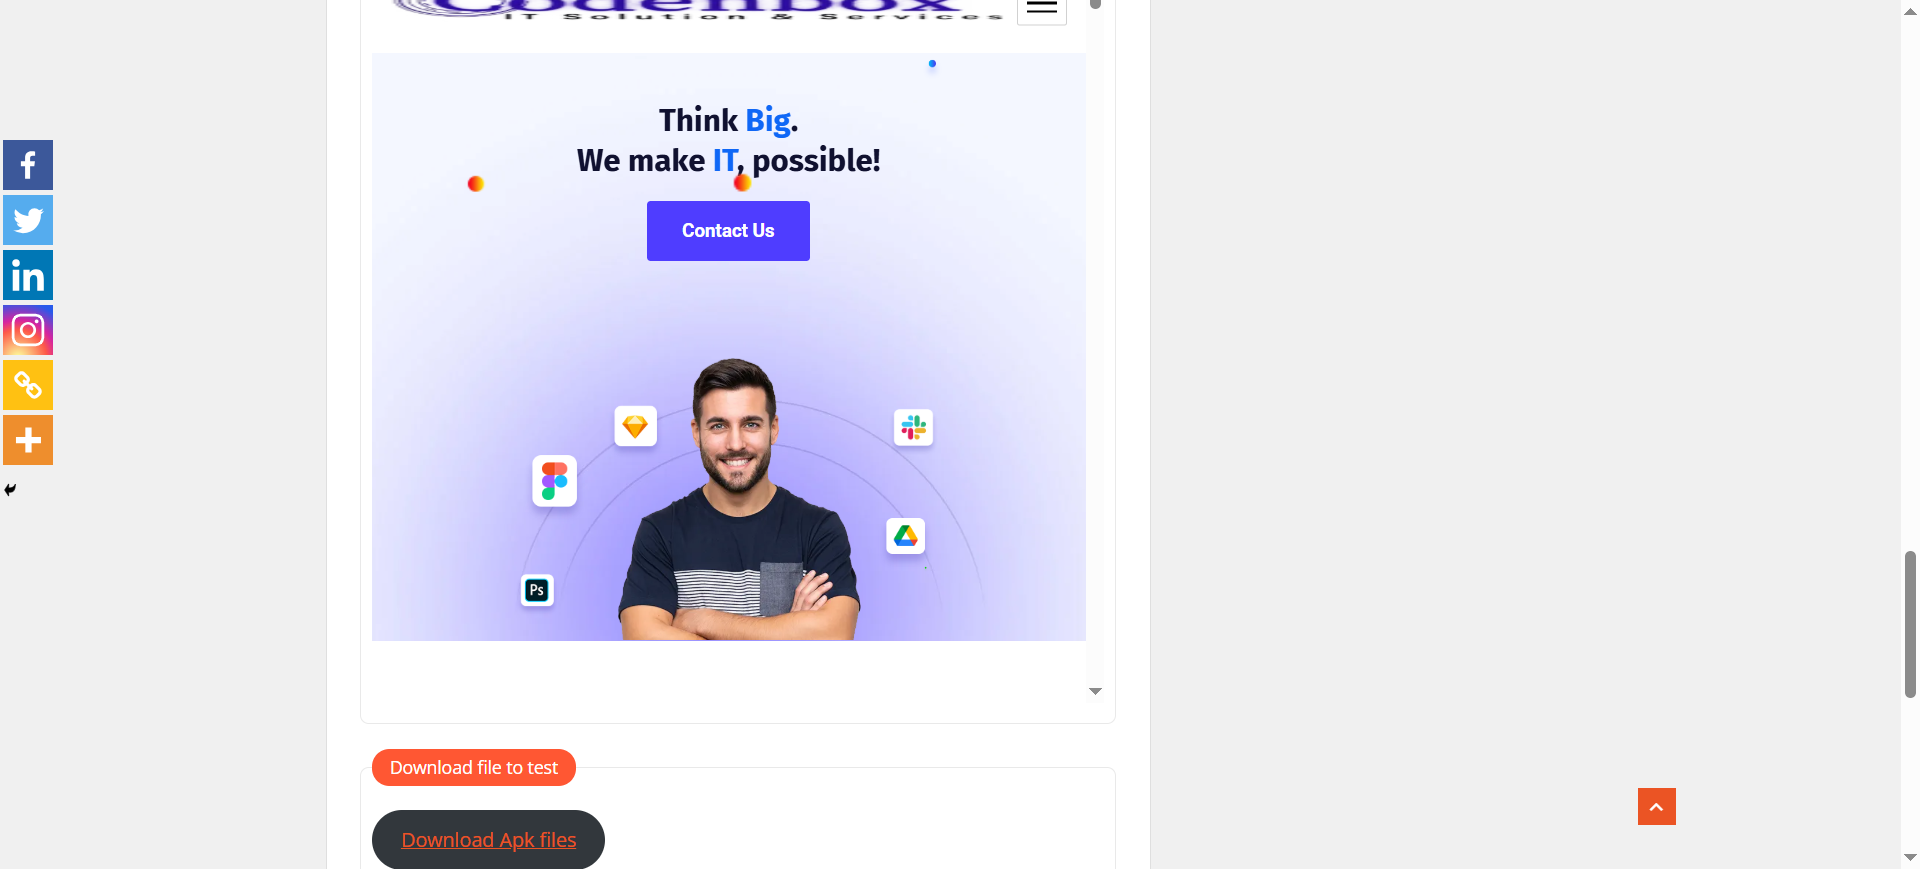 Codenbox
IT Solution & Services
Think Big.
We make IT, possible!
Contact Us
Ps
Download file to test
Download Apk files